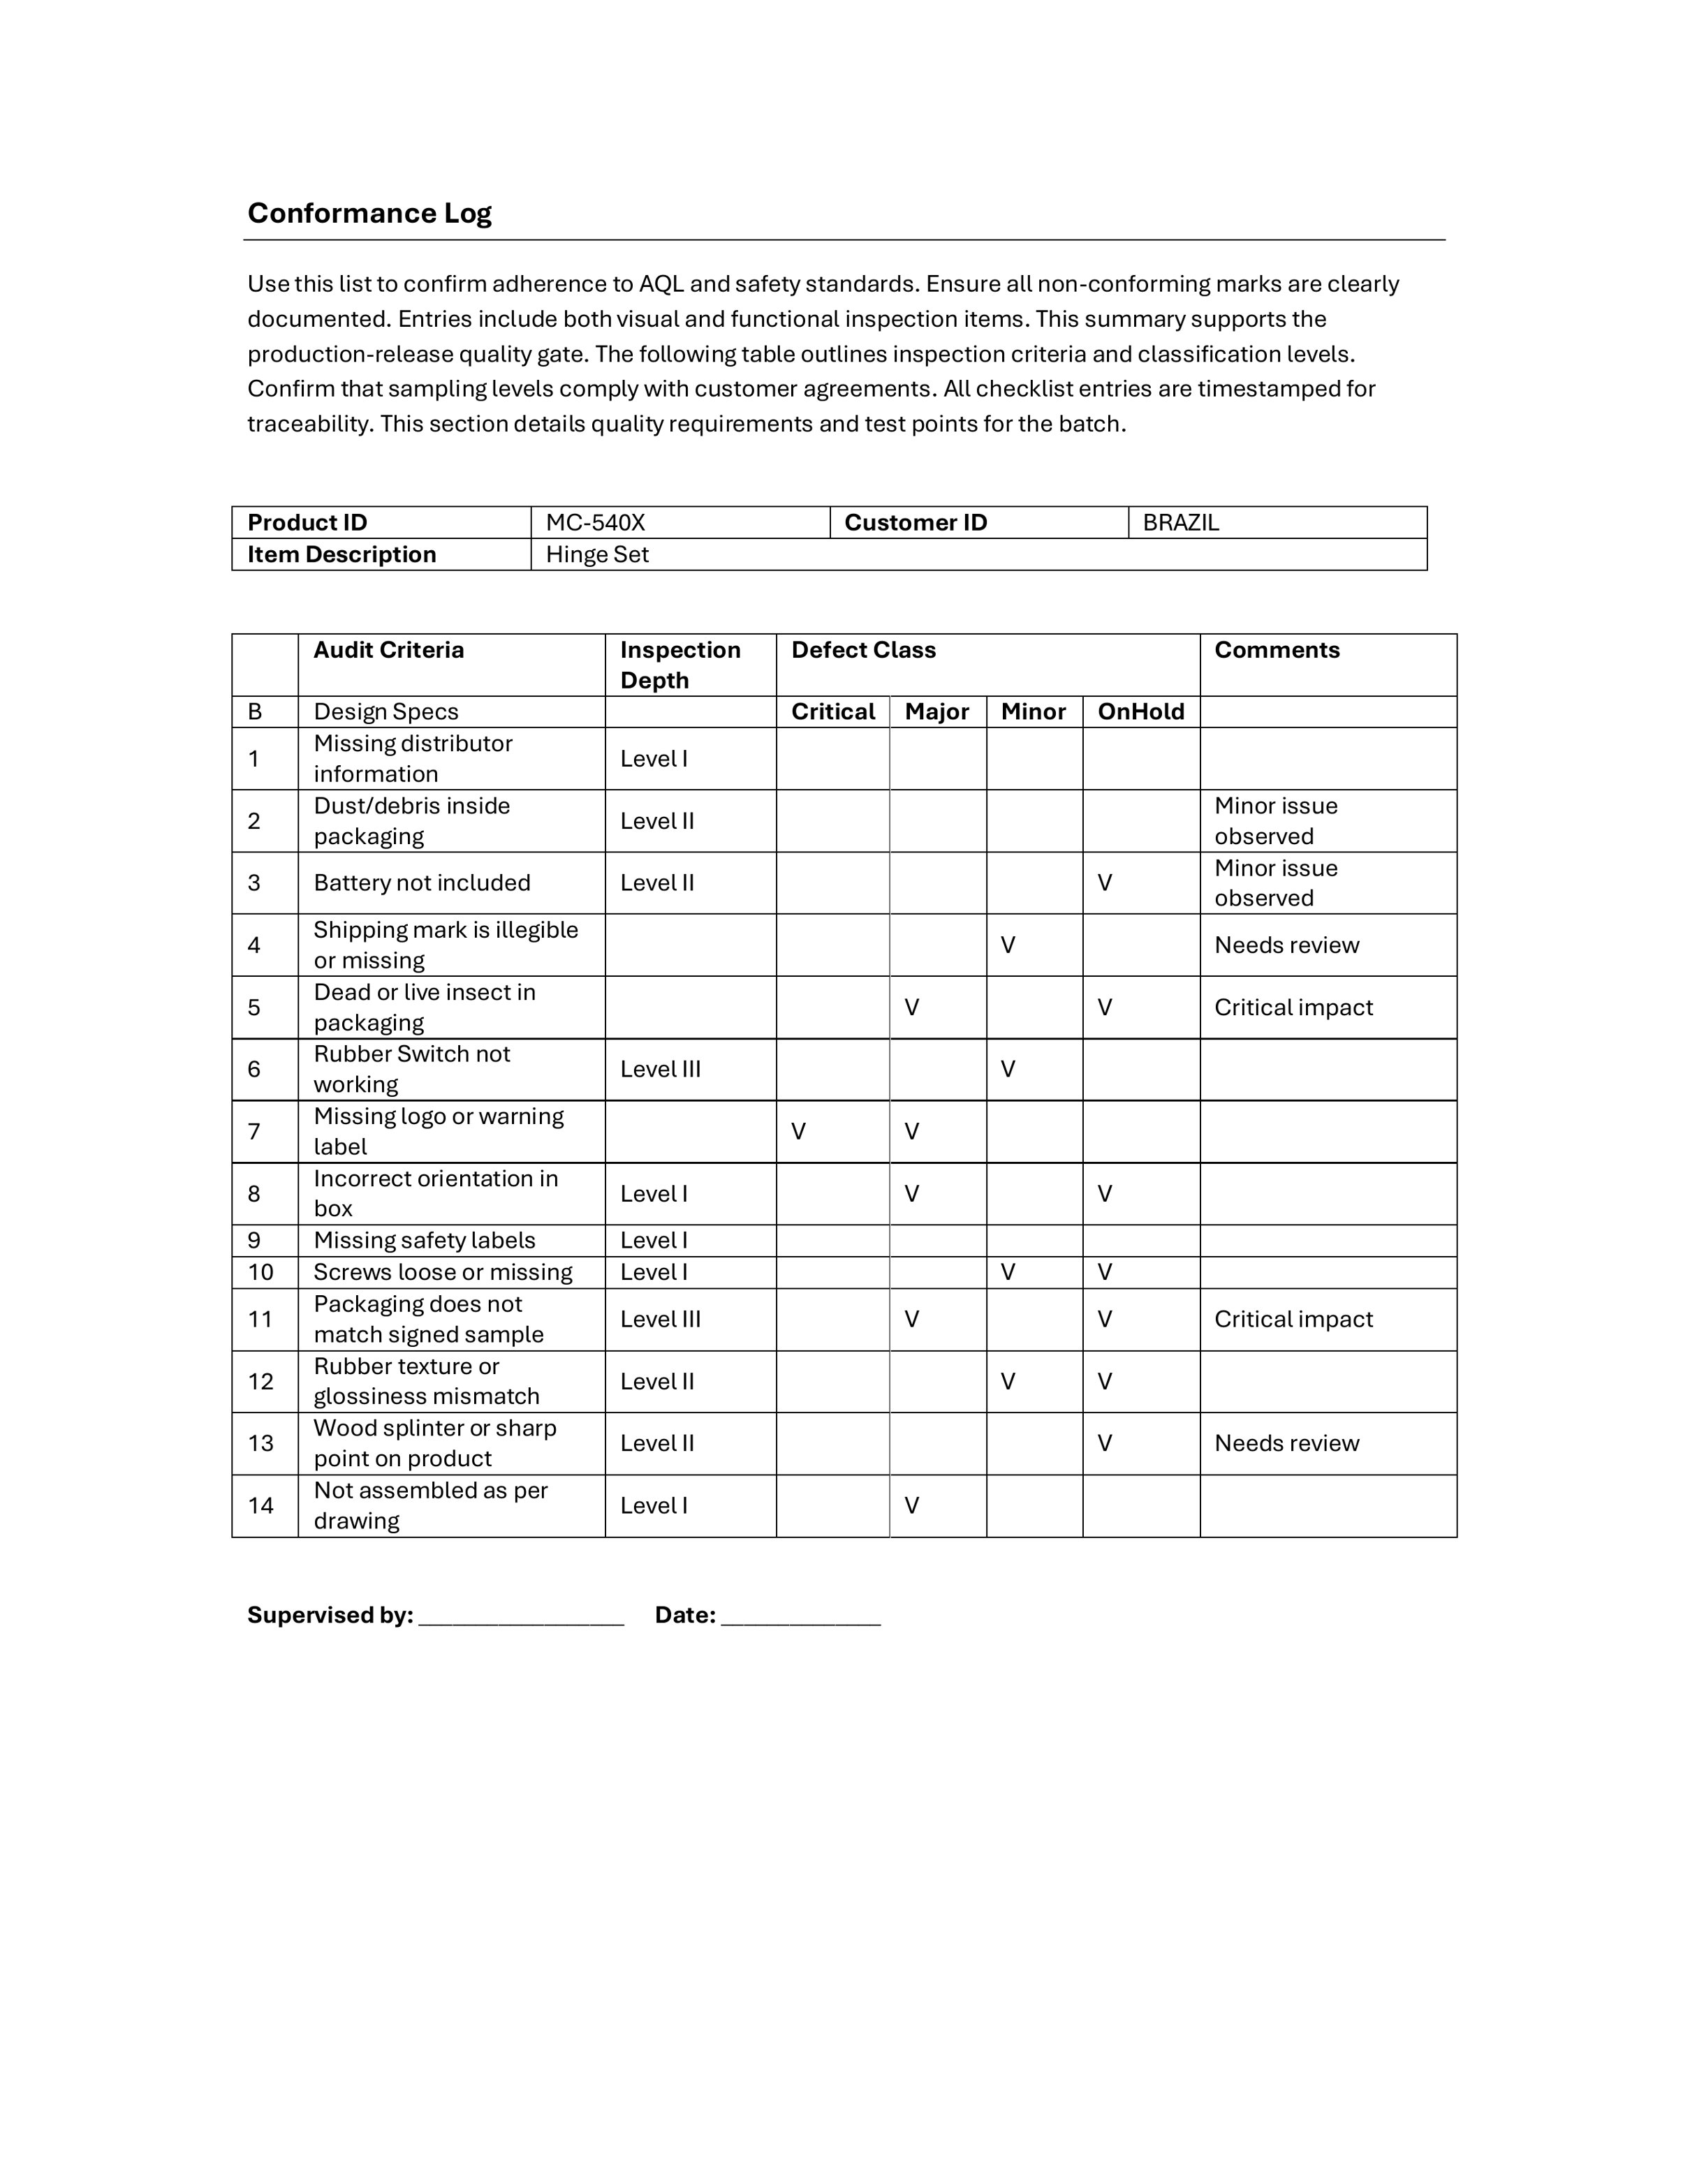 Conformance Log
Use this list to confirm adherence to AQL and safety standards. Ensure all non-conforming marks are clearly
documented. Entries include both visual and functional inspection items. This summary supports the
production-release quality gate. The following table outlines inspection criteria and classification levels.
Confirm that sampling levels comply with customer agreements. All checklist entries are timestamped for
traceability. This section details quality requirements and test points for the batch.
Product ID MC-540X Customer ID BRAZIL
Item Description Hinge Set
Audit Criteria Inspection Defect Class Comments
Depth
B Design Specs Critical Major Minor OnHold
Missing distributor
1 Level I
information
Dust/debris inside Minor issue
2 Level II
packaging observed
Minor issue
3 Battery not included Level II V
observed
Shipping mark is illegible
4 V Needs review
or missing
Dead or live insect in
5 V V Critical impact
packaging
Rubber Switch not
6 Level III V
working
Missing logo or warning
7 V V
label
Incorrect orientation in
8 Level I V V
box
9 Missing safety labels Level I
10 Screws loose or missing Level I V V
Packaging does not
11 Level III V V Critical impact
match signed sample
Rubber texture or
12 Level II V V
glossiness mismatch
Wood splinter or sharp
13 Level II V Needs review
point on product
Not assembled as per
14 Level I V
drawing
Supervised by: __________________ Date: ______________